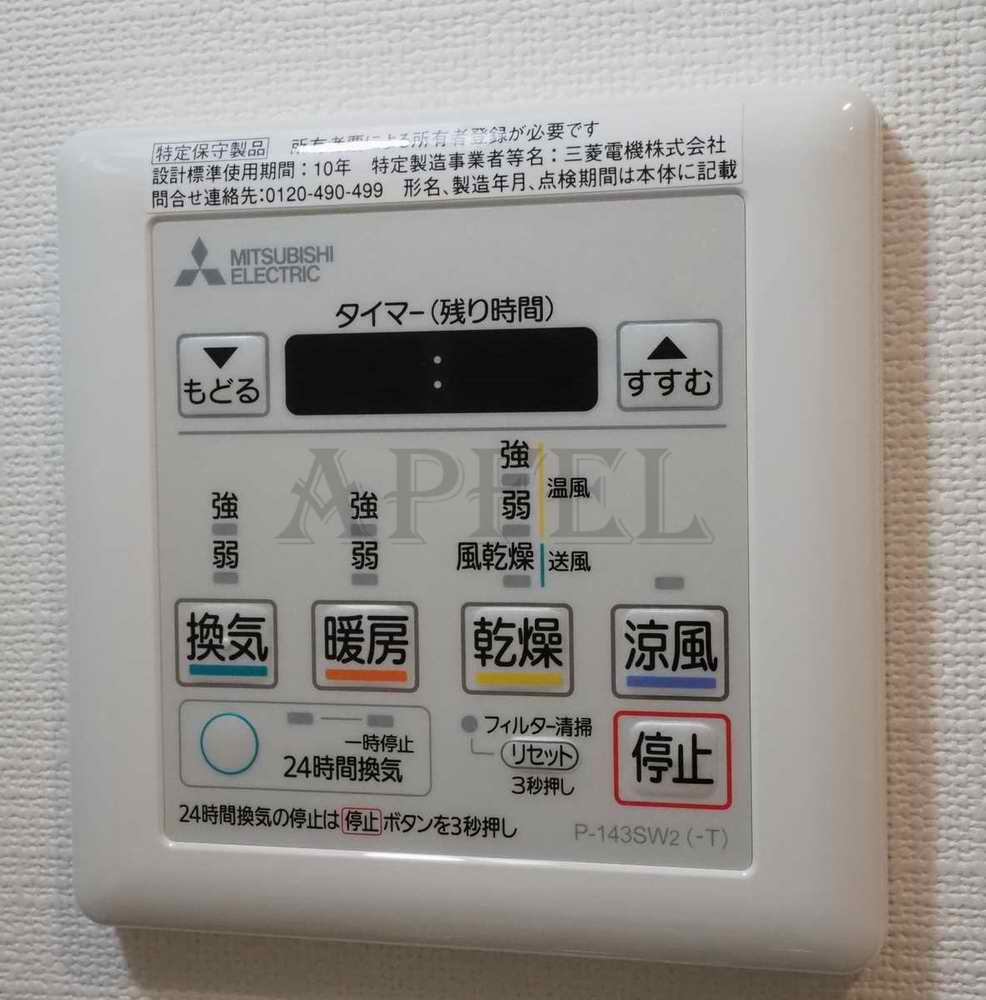 特定保守製品 所有者票による所有者登録が必要です
設計標準使用期間：10年 特定製造事業者等名：三菱電機株式会社
問合せ連絡先：0120-490-499 形名、製造年月、点検期間は本体に記載
MITSUBISHI
ELECTRIC
タイマー（残り時間）
▼
もどる
:
▲
すすむ
APFEL
強
弱
強
弱
強
弱
温風
風乾燥
送風
換気
暖房
乾燥
涼風
一時停止
24時間換気
フィルター清掃
リセット
3秒押し
停止
24時間換気の停止は 停止 ボタンを3秒押し
P-143SW2（-T）